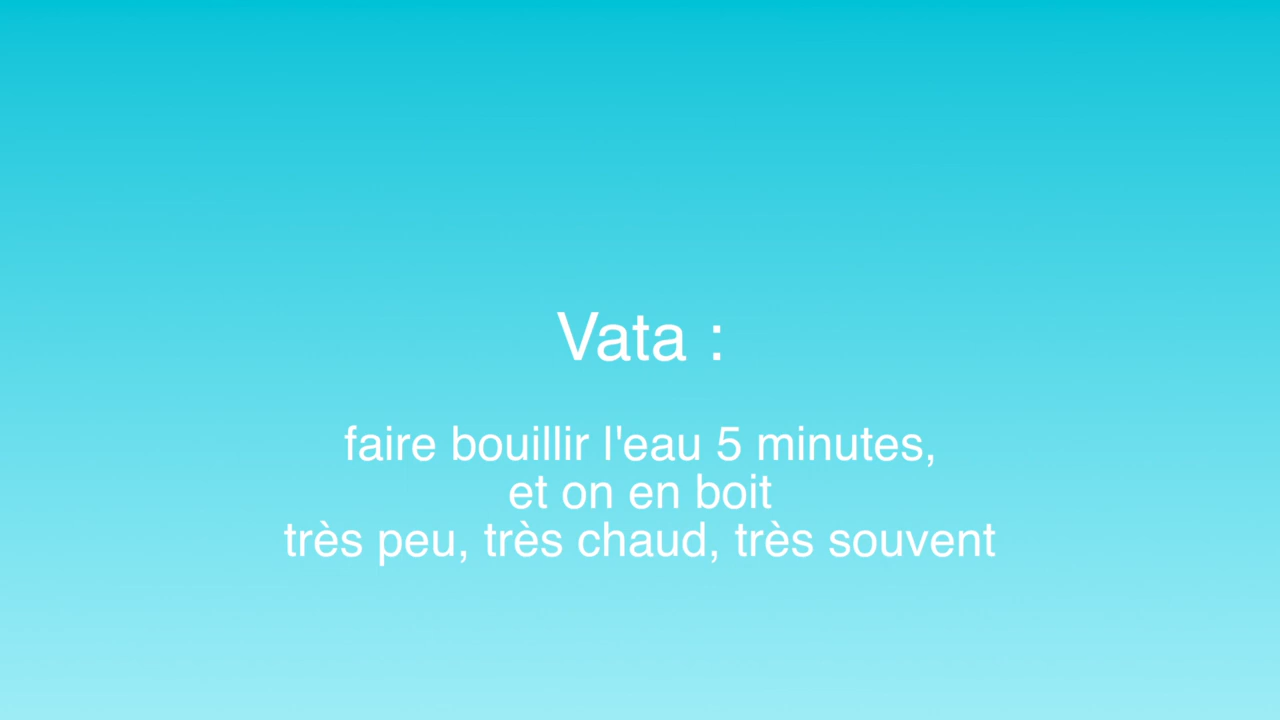 Vata :
faire bouillir l'eau 5 minutes,
et on en boit
très peu, très chaud, très souvent